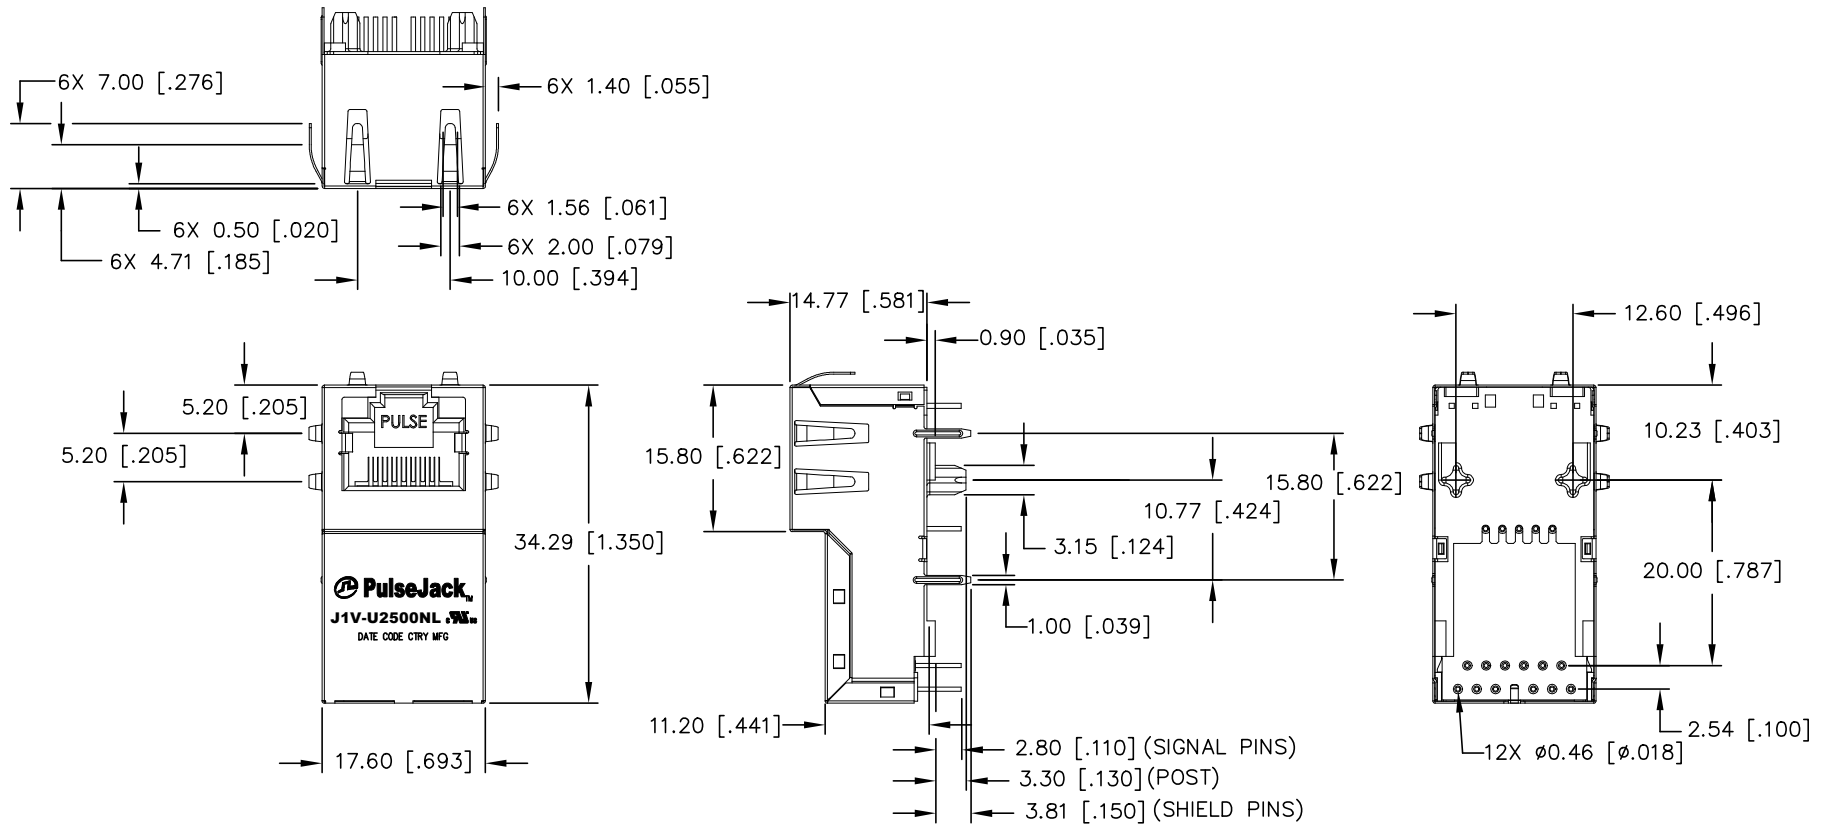 6X 7.00 [.276]
6X 1.40 [.055]
6X 1.56 [.061]
6X 0.50 [.020]
6X 2.00 [.079]
6X 4.71 [.185]
10.00 [.394]
14.77 [.581]
12.60 [.496]
0.90 [.035]
5.20 [.205]
PULSE
5.20 [.205]
15.80 [.622]
10.23 [.403]
15.80 [.622]
10.77 [.424]
34.29 [1.350]
3.15 [.124]
20.00 [.787]
PulseJack TM
J1V-U2500NL
DATE CODE CTRY MFG
1.00 [.039]
11.20 [.441]
2.54 [.100]
2.80 [.110] (SIGNAL PINS)
12X ø0.46 [ø.018]
17.60 [.693]
3.30 [.130] (POST)
3.81 [.150] (SHIELD PINS)